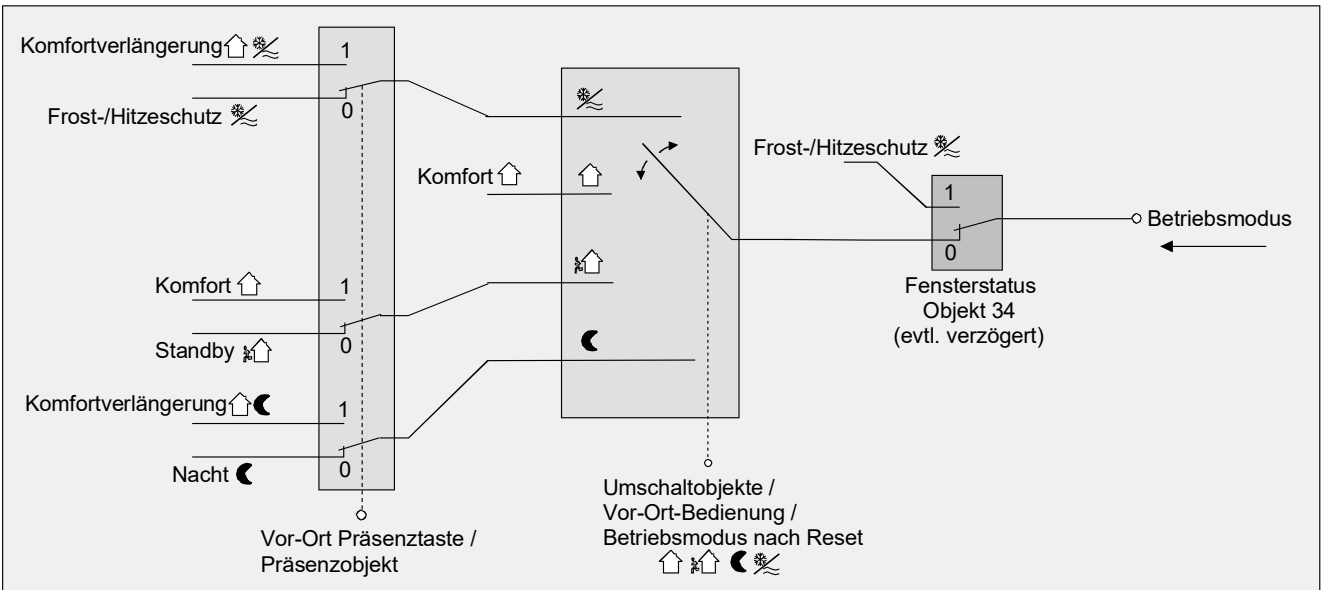 Komfortverlängerung
1
0
Frost-/Hitzeschutz
Komfort
Frost-/Hitzeschutz
1
0
Betriebsmodus
Fensterstatus
Objekt 34
(evtl. verzögert)
Komfort
1
0
Standby
Komfortverlängerung
1
0
Nacht
Vor-Ort Präsenztaste /
Präsenzobjekt
Umschaltobjekte /
Vor-Ort-Bedienung /
Betriebsmodus nach Reset